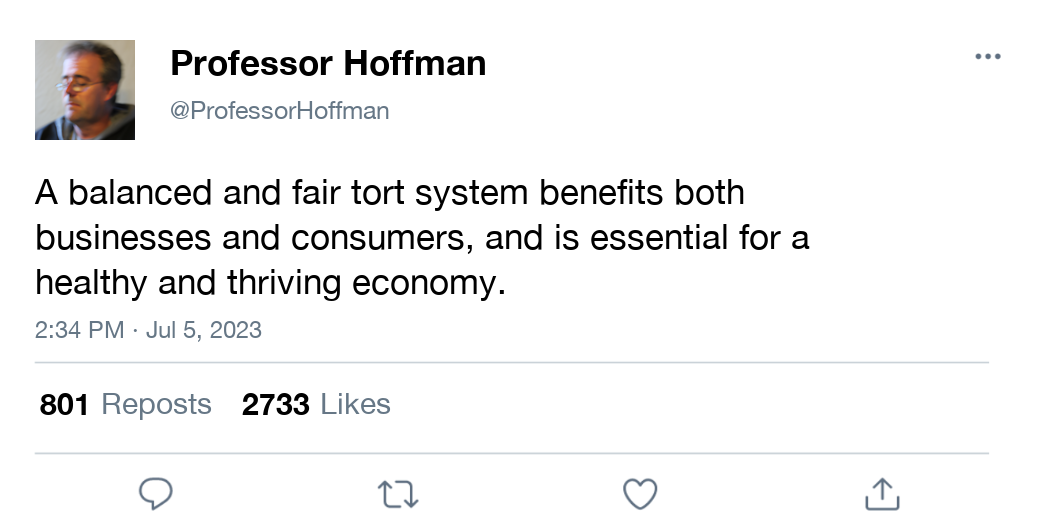 Professor Hoffman
@ProfessorHoffman
A balanced and fair tort system benefits both
businesses and consumers, and is essential for a
healthy and thriving economy.
2:34 PM · Jul 5, 2023
801 Reposts 2733 Likes